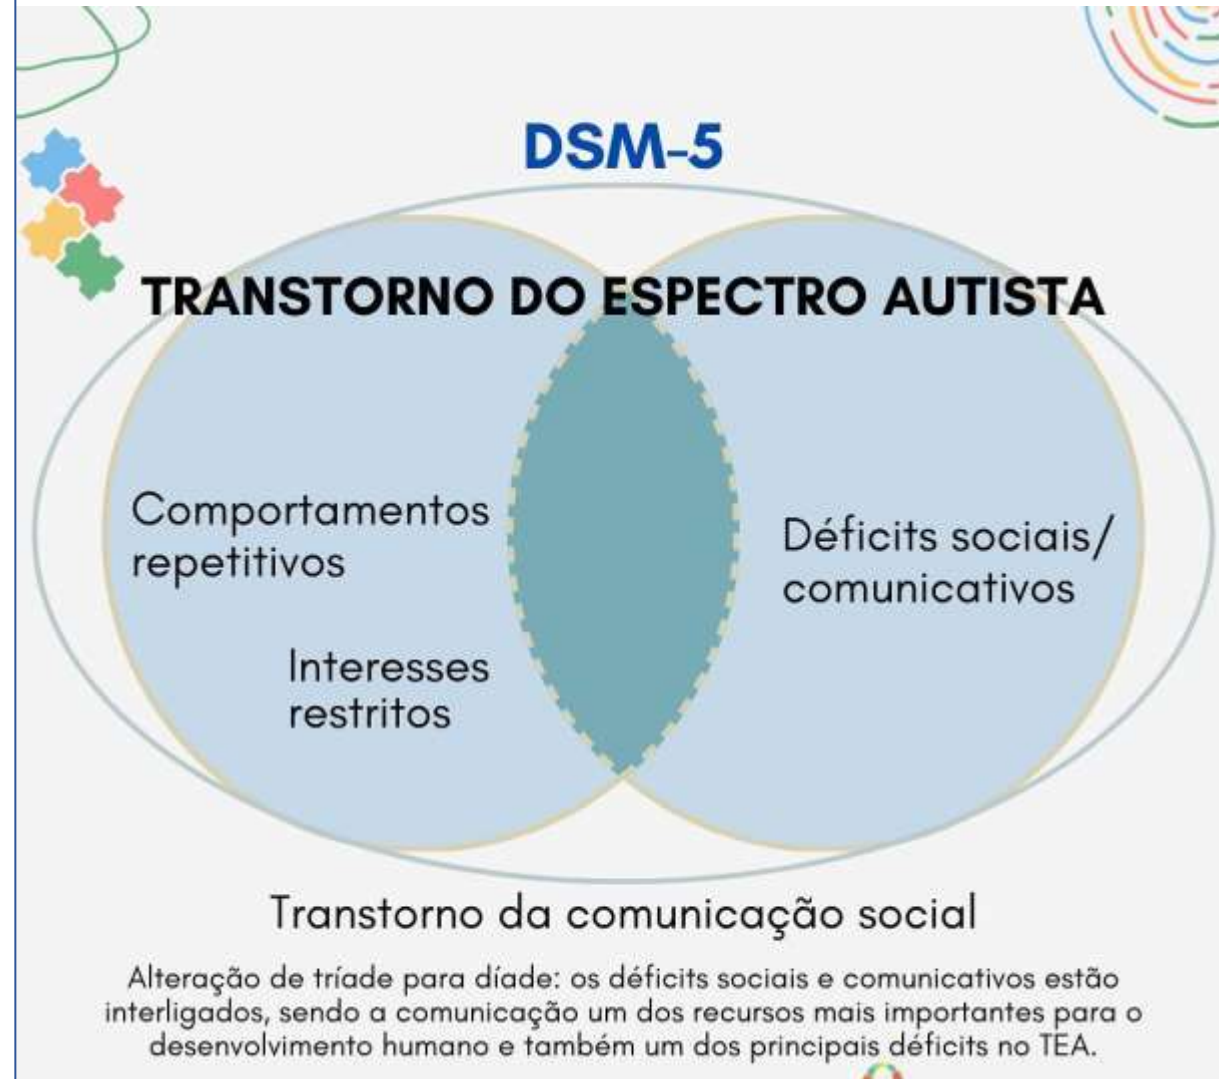 DSM-5
TRANSTORNO DO ESPECTRO AUTISTA
Comportamentos
repetitivos
Interesses
restritos
Déficits sociais/
comunicativos
Transtorno da comunicação social
Alteração de tríade para díade: os déficits sociais e comunicativos estão
interligados, sendo a comunicação um dos recursos mais importantes para o
desenvolvimento humano e também um dos principais déficits no TEA.